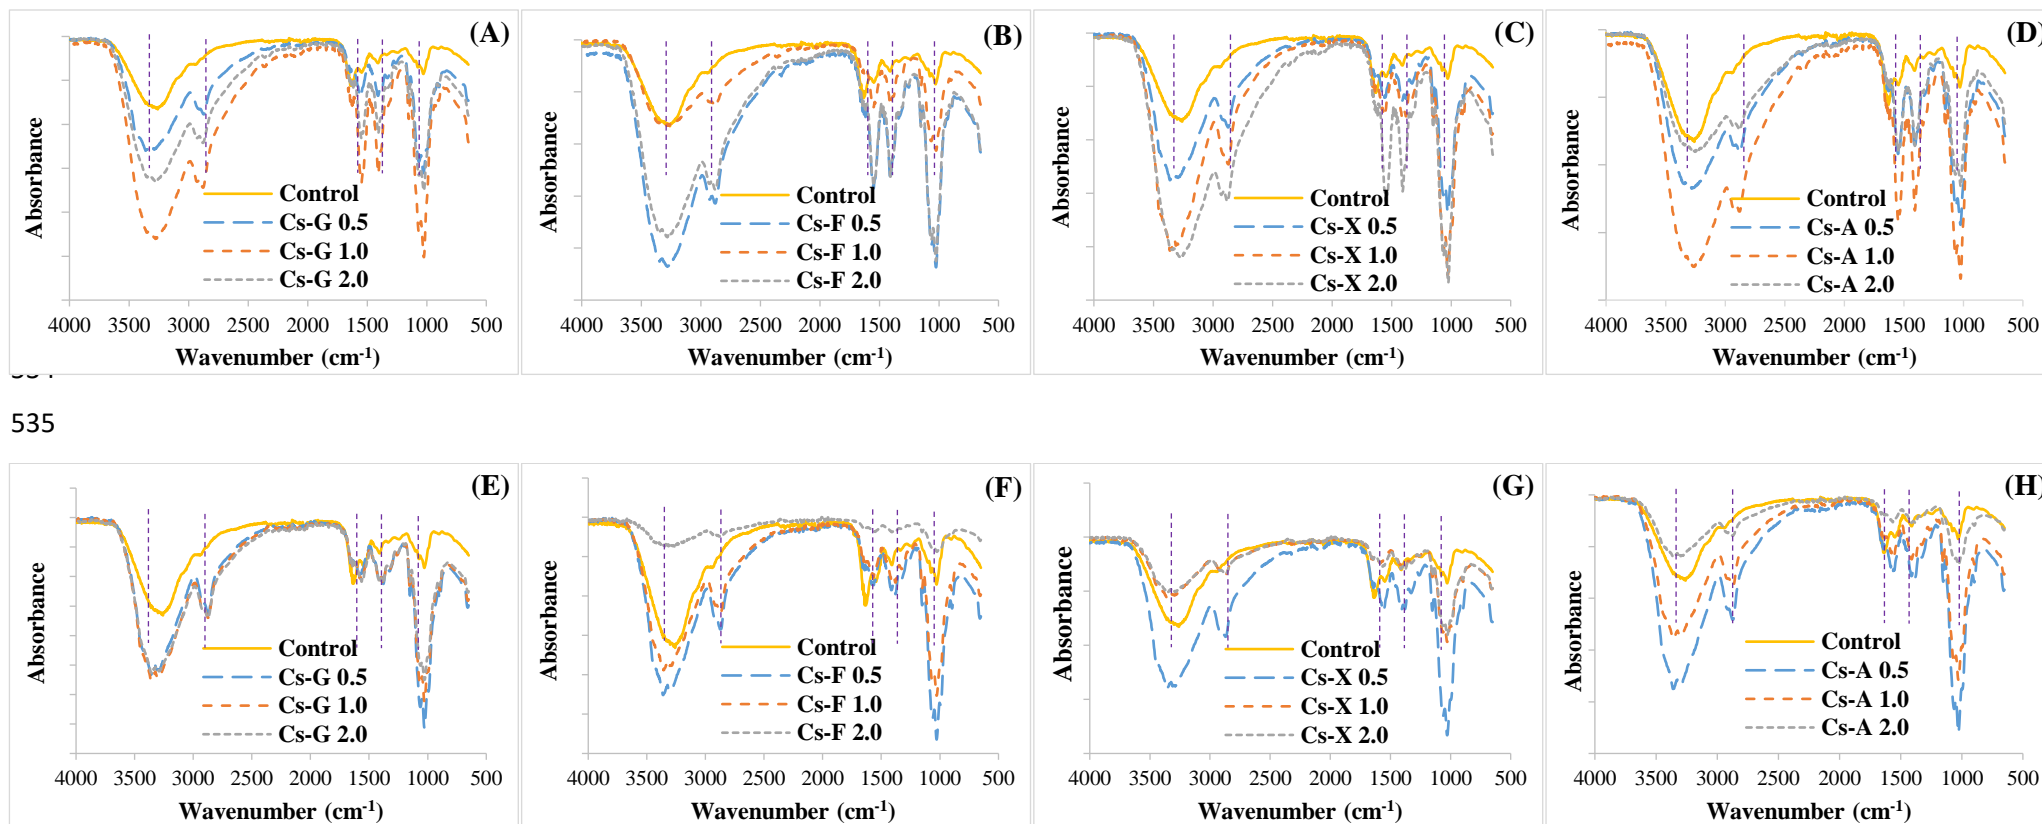 (A)
Absorbance
Control
Cs-G 0.5
Cs-G 1.0
Cs-G 2.0
4000 3500 3000 2500 2000 1500 1000 500
Wavenumber (cm-1)
(B)
Absorbance
Control
Cs-F 0.5
Cs-F 1.0
Cs-F 2.0
4000 3500 3000 2500 2000 1500 1000 500
Wavenumber (cm-1)
(C)
Absorbance
Control
Cs-X 0.5
Cs-X 1.0
Cs-X 2.0
4000 3500 3000 2500 2000 1500 1000 500
Wavenumber (cm-1)
(D)
Absorbance
Control
Cs-A 0.5
Cs-A 1.0
Cs-A 2.0
4000 3500 3000 2500 2000 1500 1000 500
Wavenumber (cm-1)
535
(E)
Absorbance
Control
Cs-G 0.5
Cs-G 1.0
Cs-G 2.0
4000 3500 3000 2500 2000 1500 1000 500
Wavenumber (cm-1)
(F)
Absorbance
Control
Cs-F 0.5
Cs-F 1.0
Cs-F 2.0
4000 3500 3000 2500 2000 1500 1000 500
Wavenumber (cm-1)
(G)
Absorbance
Control
Cs-X 0.5
Cs-X 1.0
Cs-X 2.0
4000 3500 3000 2500 2000 1500 1000 500
Wavenumber (cm-1)
(H)
Absorbance
Control
Cs-A 0.5
Cs-A 1.0
Cs-A 2.0
4000 3500 3000 2500 2000 1500 1000 500
Wavenumber (cm-1)